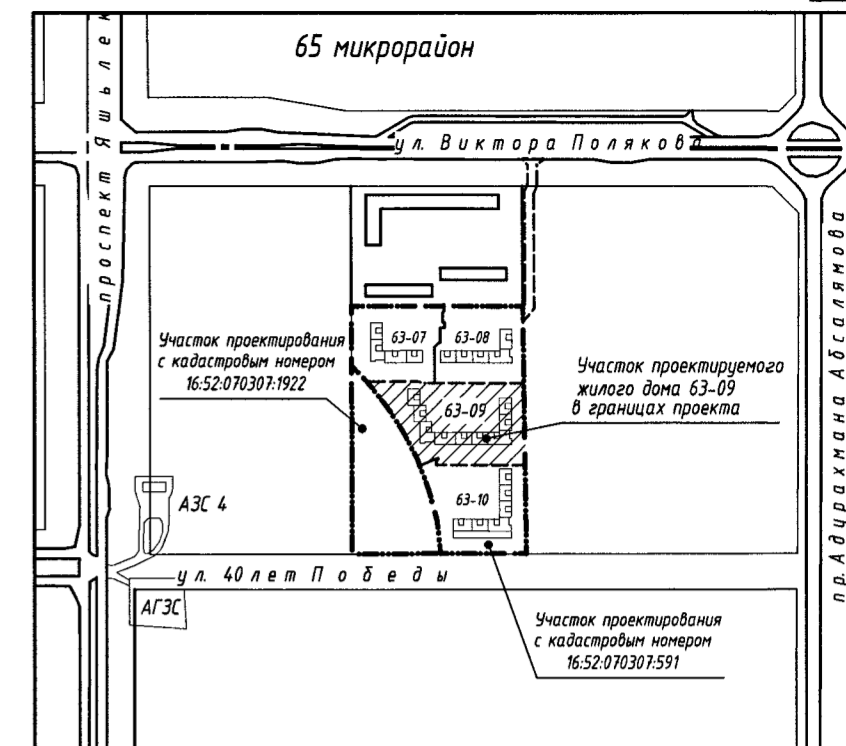 65 микрорайон
проспект Яшьлек
ул. Виктора Полякова
63-07
63-08
Участок проектирования
с кадастровым номером
16:52:070307:1922
Участок проектируемого
жилого дома 63-09
в границах проекта
63-09
пр. Адурахмана Абсалямова
АЗС 4
63-10
ул. 40 лет Победы
АГЗС
Участок проектирования
с кадастровым номером
16:52:070307:591